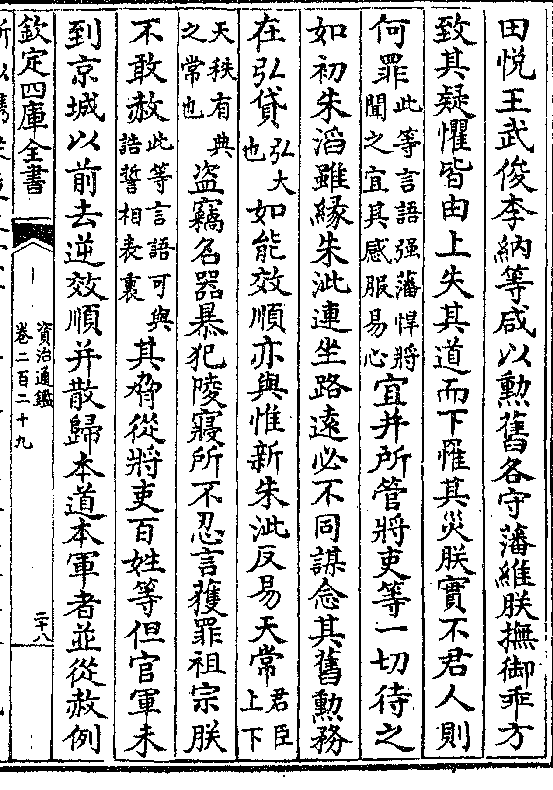 田悅王武俊李納等咸以勲舊各守藩維朕撫御乖方
致其疑懼皆由上失其道而下罹其災朕實不君人則
何罪此等言語强藩悍將聞之宜其感服易心宜并所管將吏等一切待之
如初朱滔雖緣朱泚連坐路遠必不同謀念其舊勲務
在弘貸弘大也如能效順亦與惟新朱泚反易天常君臣上下
天秩有典之常也盜竊名器暴犯陵寢所不忍言獲罪祖宗朕
不敢赦此等言語可與誥誓相表裏其脅從將吏百姓等但官軍未
到京城以前去逆效順并散歸本道本軍者並從赦例
欽定四庫全書
資治通鑑
卷二百二十九
二十八